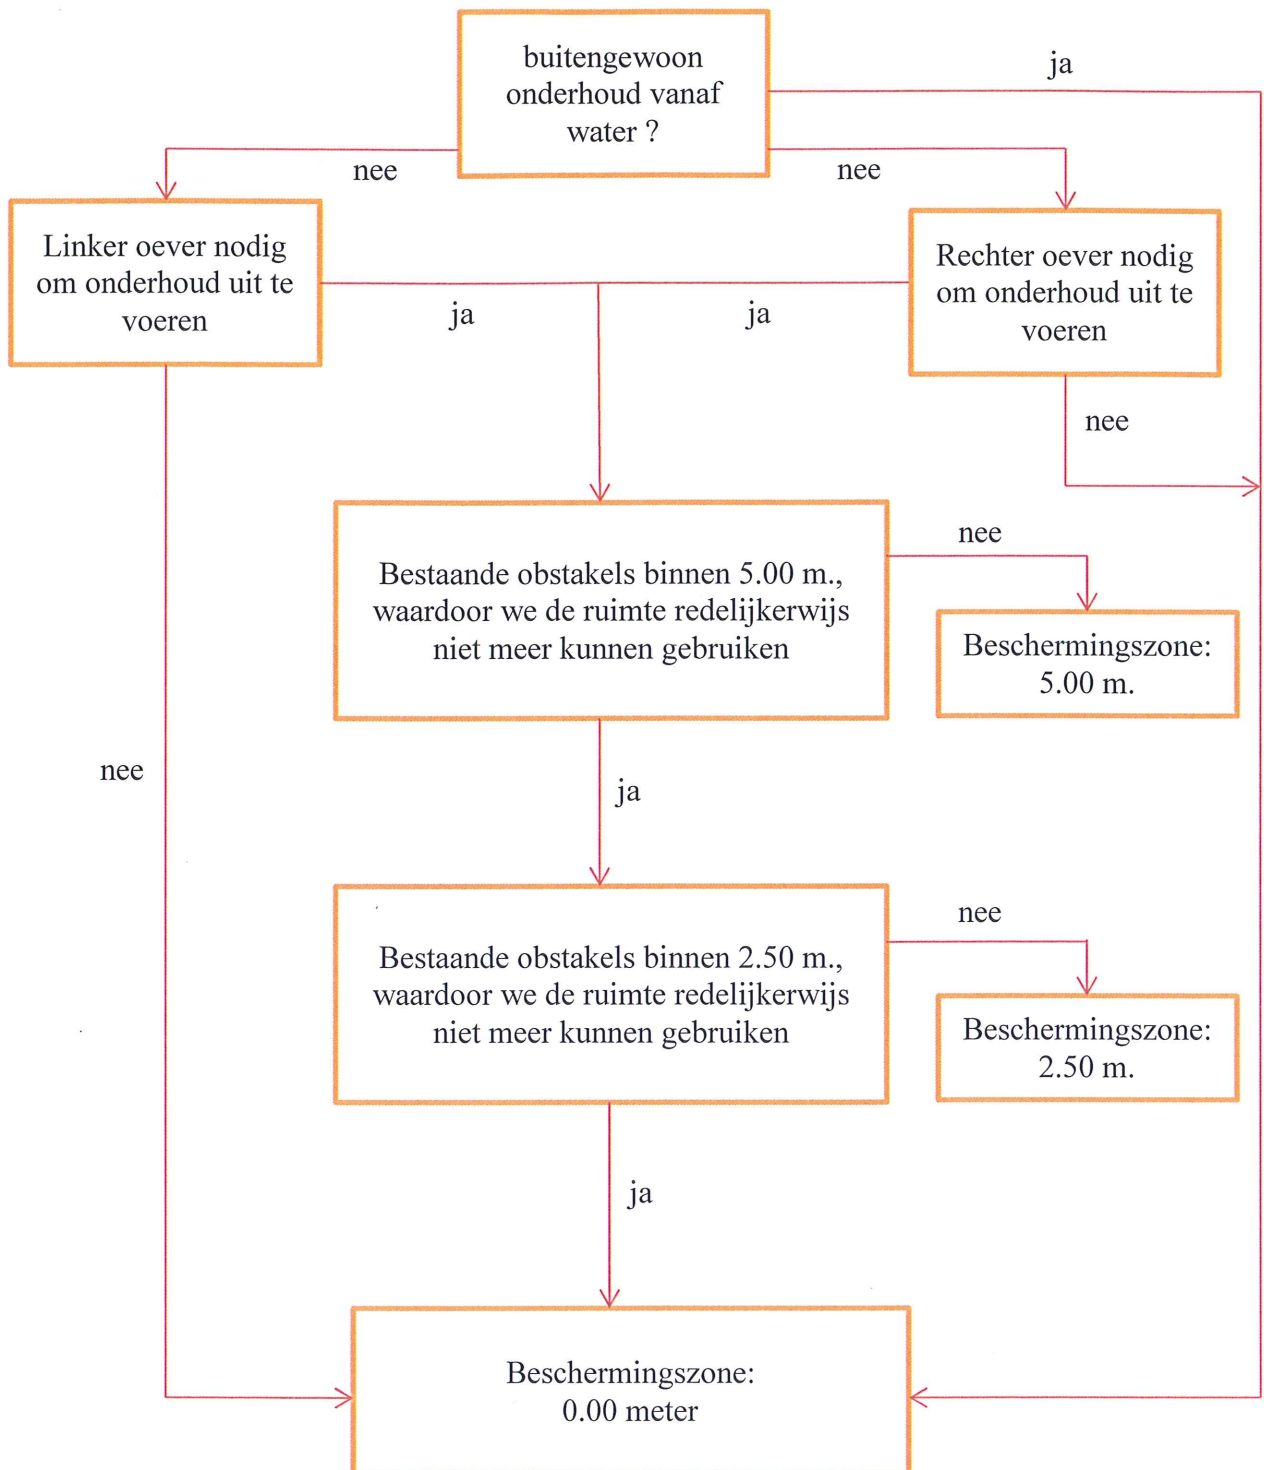 buitengewoon
onderhoud vanaf
water ?
ja
nee
nee
Linker oever nodig
om onderhoud uit te
voeren
Rechter oever nodig
om onderhoud uit te
voeren
ja
ja
nee
Bestaande obstakels binnen 5.00 m.,
waardoor we de ruimte redelijkerwijs
niet meer kunnen gebruiken
nee
Beschermingszone:
5.00 m.
nee
ja
Bestaande obstakels binnen 2.50 m.,
waardoor we de ruimte redelijkerwijs
niet meer kunnen gebruiken
nee
Beschermingszone:
2.50 m.
ja
Beschermingszone:
0.00 meter